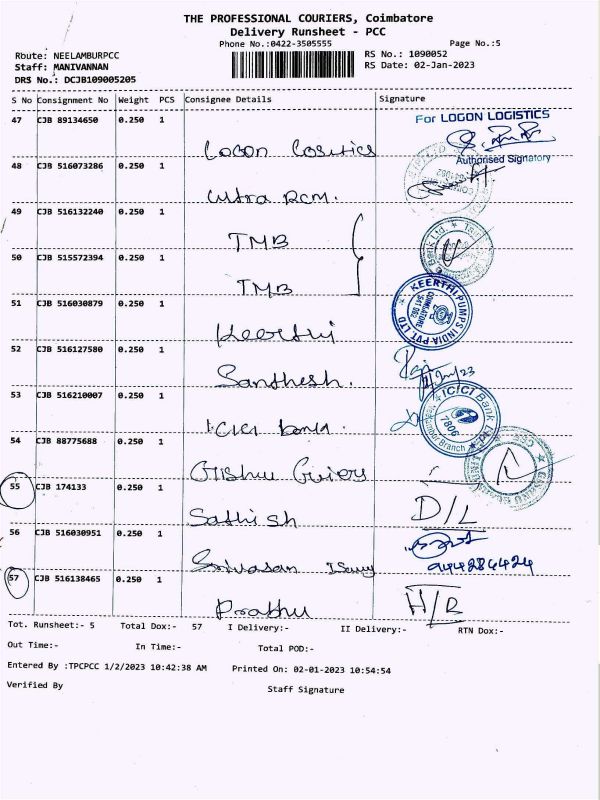 THE PROFESSIONAL COURIERS, Coimbatore
Delivery Runsheet - PCC
Phone No.:0422-3505555
Page No.:5
Route: NEELAMBURPCC
RS No.: 1090052
Staff: MANIVANNAN
RS Date: 02-Jan-2023
DRS No.: DCJB109005205
S No Consignment No Weight PCS Consignee Details Signature
47 CJB 89134650 0.250 1
For LOGON LOGISTICS
Logon Logistics
Authorised Signatory
48 CJB 516073286 0.250 1
Ultra RCM.
49 CJB 516132240 0.250 1
TMB
50 CJB 515572394 0.250 1
TMB
51 CJB 516030879 0.250 1
KEERTHI PUMPS INDIA PVT LTD
COIMBATORE 641 062
Keerthi
52 CJB 516127580 0.250 1
Santhesh.
53 CJB 516210007 0.250 1
ICICI Bank
7806
ICICI bank.
54 CJB 88775688 0.250 1
55 CJB 174133 0.250 1
Sathish D/L
56 CJB 516030951 0.250 1
Srivasan
57 CJB 516138465 0.250 1
Prabhu
Tot. Runsheet:- 5 Total Dox:- 57 I Delivery:- II Delivery:- RTN Dox:-
Out Time:- In Time:- Total POD:-
Entered By :TPCPCC 1/2/2023 10:42:38 AM Printed On: 02-01-2023 10:54:54
Verified By Staff Signature